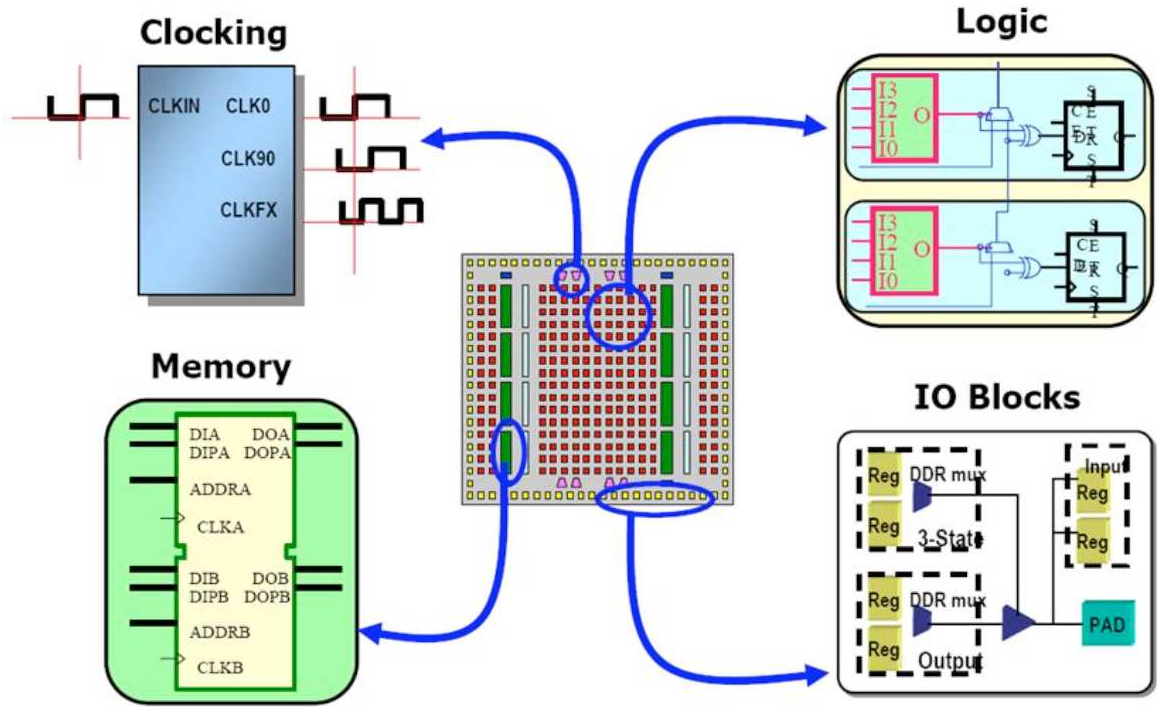 Clocking
CLKIN CLK0
CLK90
CLKFX
Logic
I3
I2
I1
I0
O
I3
I2
I1
I0
O
Memory
DIA DOA
DIPA DOPA
ADDRA
CLKA
DIB DOB
DIPB DOPB
ADDRB
CLKB
IO Blocks
Reg DDR mux
Reg
3-State
Reg DDR mux
Reg
Output
Input
Reg
Reg
PAD